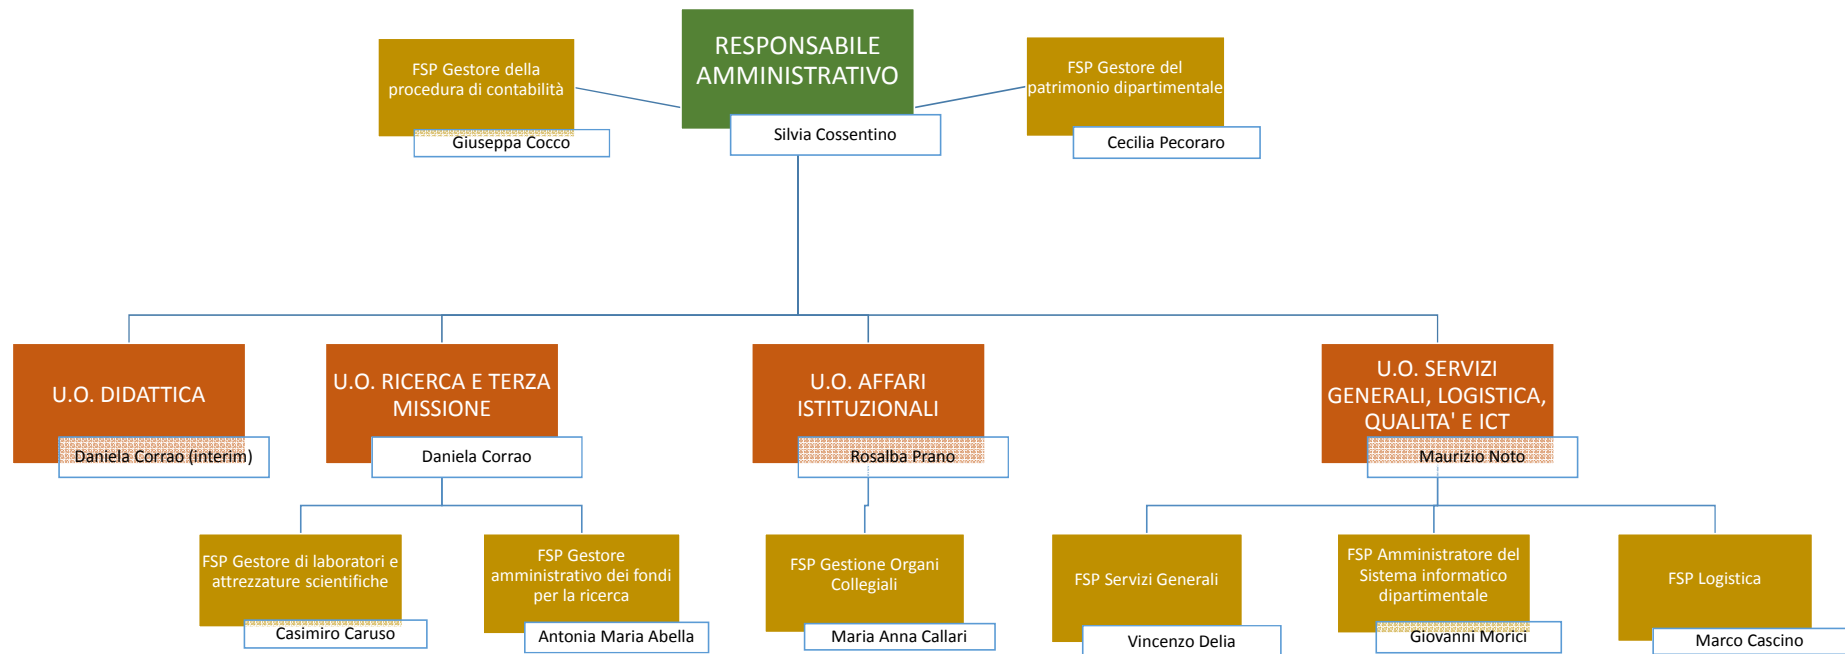 RESPONSABILE
AMMINISTRATIVO
Silvia Cossentino
FSP Gestore della
procedura di contabilità
Giuseppa Cocco
FSP Gestore del
patrimonio dipartimentale
Cecilia Pecoraro
U.O. DIDATTICA
Daniela Corrao (interim)
U.O. RICERCA E TERZA
MISSIONE
Daniela Corrao
U.O. AFFARI
ISTITUZIONALI
Rosalba Prano
U.O. SERVIZI
GENERALI, LOGISTICA,
QUALITA' E ICT
Maurizio Noto
FSP Gestore di laboratori e
attrezzature scientifiche
Casimiro Caruso
FSP Gestore
amministrativo dei fondi
per la ricerca
Antonia Maria Abella
FSP Gestione Organi
Collegiali
Maria Anna Callari
FSP Servizi Generali
Vincenzo Delia
FSP Amministratore del
Sistema informatico
dipartimentale
Giovanni Morici
FSP Logistica
Marco Cascino